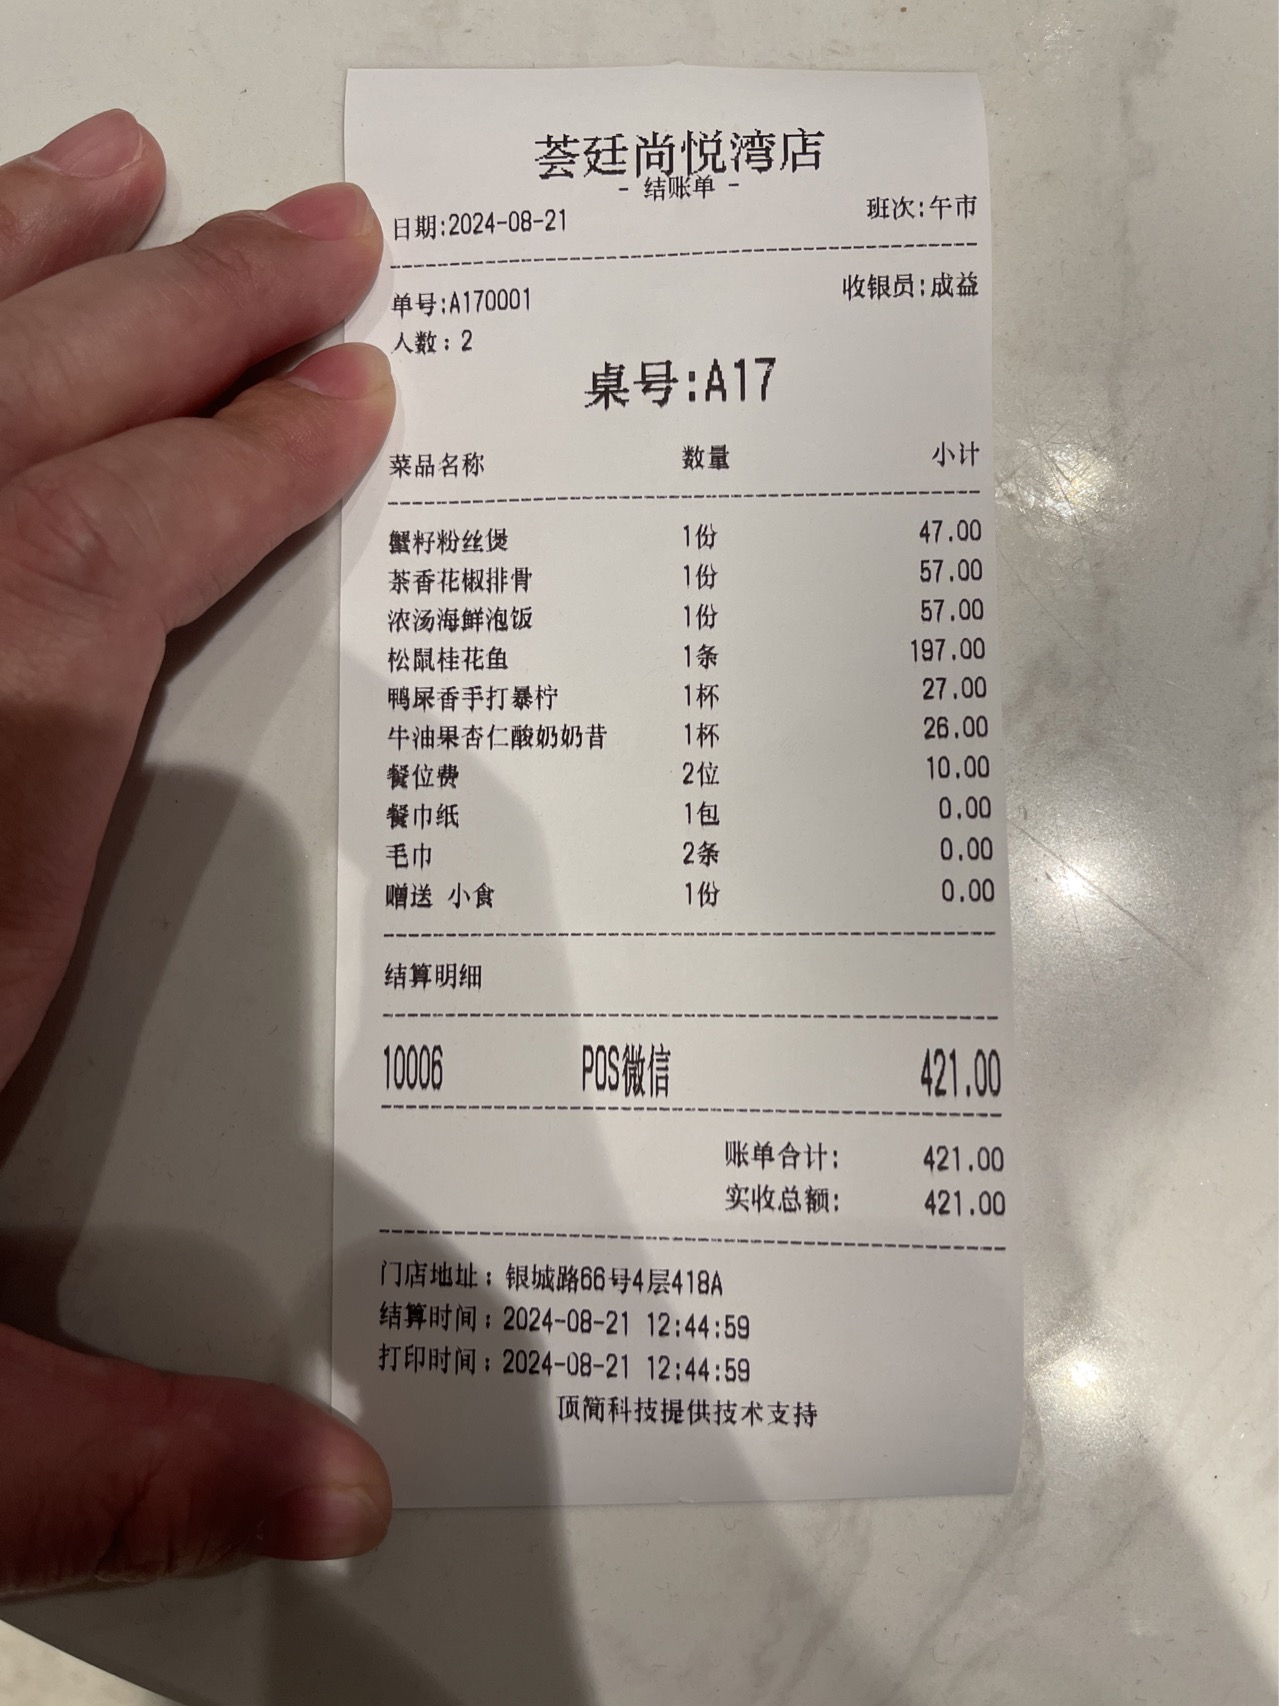 荟廷尚悦湾店
- 结账单 -
日期:2024-08-21 班次:午市
单号:A170001 收银员:成益
人数: 2
桌号:A17
菜品名称 数量 小计
蟹籽粉丝煲 1份 47.00
茶香花椒排骨 1份 57.00
浓汤海鲜泡饭 1份 57.00
松鼠桂花鱼 1条 197.00
鸭屎香手打暴柠 1杯 27.00
牛油果杏仁酸奶奶昔 1杯 26.00
餐位费 2位 10.00
餐巾纸 1包 0.00
毛巾 2条 0.00
赠送 小食 1份 0.00
结算明细
10006 POS微信 421.00
账单合计: 421.00
实收总额: 421.00
门店地址: 银城路66号4层418A
结算时间: 2024-08-21 12:44:59
打印时间: 2024-08-21 12:44:59
顶简科技提供技术支持